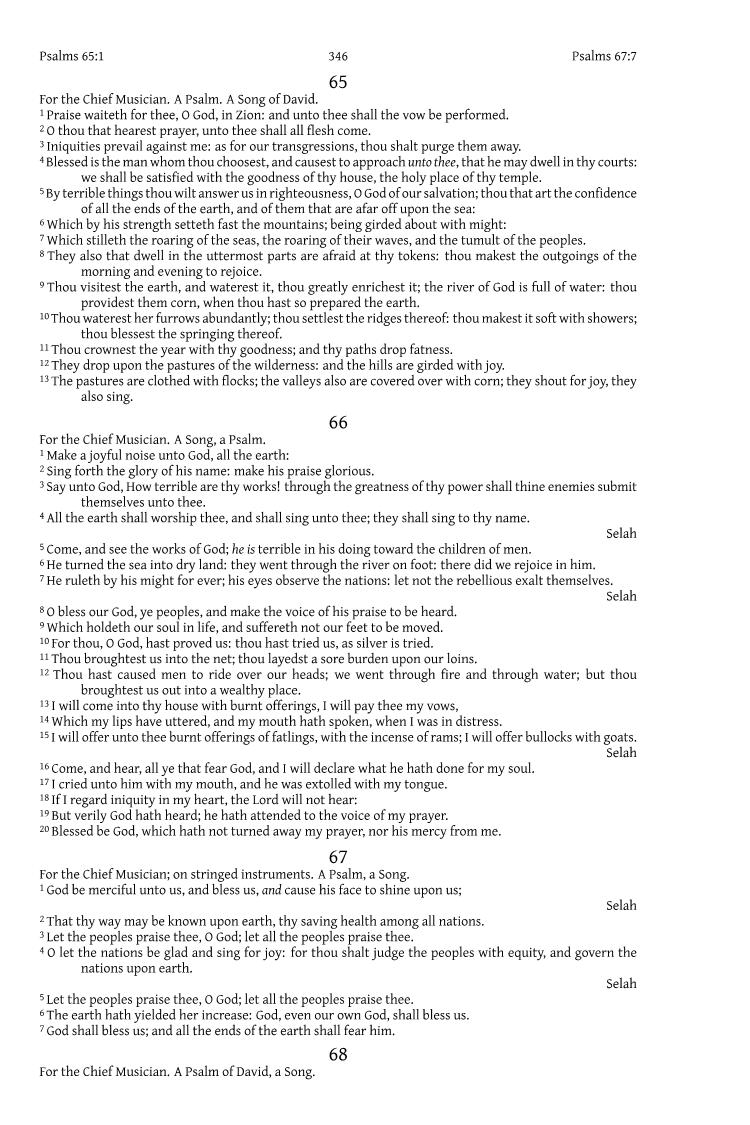 Psalms 65:1 346 Psalms 67:7
65
For the Chief Musician. A Psalm. A Song of David.
1 Praise waiteth for thee, O God, in Zion: and unto thee shall the vow be performed.
2 O thou that hearest prayer, unto thee shall all flesh come.
3 Iniquities prevail against me: as for our transgressions, thou shalt purge them away.
4 Blessed is the man whom thou choosest, and causest to approach unto thee, that he may dwell in thy courts:
we shall be satisfied with the goodness of thy house, the holy place of thy temple.
5 By terrible things thou wilt answer us in righteousness, O God of our salvation; thou that art the confidence
of all the ends of the earth, and of them that are afar off upon the sea:
6 Which by his strength setteth fast the mountains; being girded about with might:
7 Which stilleth the roaring of the seas, the roaring of their waves, and the tumult of the peoples.
8 They also that dwell in the uttermost parts are afraid at thy tokens: thou makest the outgoings of the
morning and evening to rejoice.
9 Thou visitest the earth, and waterest it, thou greatly enrichest it; the river of God is full of water: thou
providest them corn, when thou hast so prepared the earth.
10 Thou waterest her furrows abundantly; thou settlest the ridges thereof: thou makest it soft with showers;
thou blessest the springing thereof.
11 Thou crownest the year with thy goodness; and thy paths drop fatness.
12 They drop upon the pastures of the wilderness: and the hills are girded with joy.
13 The pastures are clothed with flocks; the valleys also are covered over with corn; they shout for joy, they
also sing.
66
For the Chief Musician. A Song, a Psalm.
1 Make a joyful noise unto God, all the earth:
2 Sing forth the glory of his name: make his praise glorious.
3 Say unto God, How terrible are thy works! through the greatness of thy power shall thine enemies submit
themselves unto thee.
4 All the earth shall worship thee, and shall sing unto thee; they shall sing to thy name.
Selah
5 Come, and see the works of God; he is terrible in his doing toward the children of men.
6 He turned the sea into dry land: they went through the river on foot: there did we rejoice in him.
7 He ruleth by his might for ever; his eyes observe the nations: let not the rebellious exalt themselves.
Selah
8 O bless our God, ye peoples, and make the voice of his praise to be heard.
9 Which holdeth our soul in life, and suffereth not our feet to be moved.
10 For thou, O God, hast proved us: thou hast tried us, as silver is tried.
11 Thou broughtest us into the net; thou layedst a sore burden upon our loins.
12 Thou hast caused men to ride over our heads; we went through fire and through water; but thou
broughtest us out into a wealthy place.
13 I will come into thy house with burnt offerings, I will pay thee my vows,
14 Which my lips have uttered, and my mouth hath spoken, when I was in distress.
15 I will offer unto thee burnt offerings of fatlings, with the incense of rams; I will offer bullocks with goats.
Selah
16 Come, and hear, all ye that fear God, and I will declare what he hath done for my soul.
17 I cried unto him with my mouth, and he was extolled with my tongue.
18 If I regard iniquity in my heart, the Lord will not hear:
19 But verily God hath heard; he hath attended to the voice of my prayer.
20 Blessed be God, which hath not turned away my prayer, nor his mercy from me.
67
For the Chief Musician; on stringed instruments. A Psalm, a Song.
1 God be merciful unto us, and bless us, and cause his face to shine upon us;
Selah
2 That thy way may be known upon earth, thy saving health among all nations.
3 Let the peoples praise thee, O God; let all the peoples praise thee.
4 O let the nations be glad and sing for joy: for thou shalt judge the peoples with equity, and govern the
nations upon earth.
Selah
5 Let the peoples praise thee, O God; let all the peoples praise thee.
6 The earth hath yielded her increase: God, even our own God, shall bless us.
7 God shall bless us; and all the ends of the earth shall fear him.
68
For the Chief Musician. A Psalm of David, a Song.